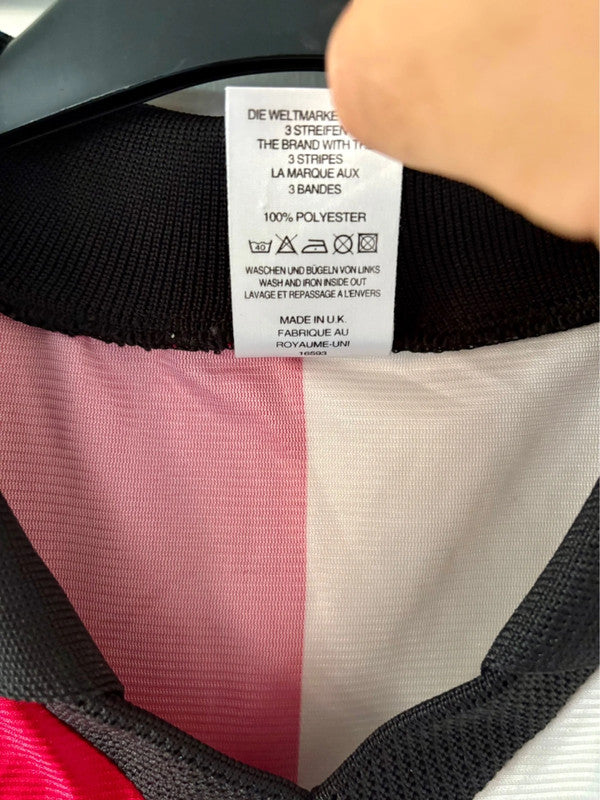 DIE WELTMARKE
3 STREIFEN
THE BRAND WITH
3 STRIPES
LA MARQUE AUX
3 BANDES
100% POLYESTER
40
WASCHEN UND BÜGELN VON LINKS
WASH AND IRON INSIDE OUT
LAVAGE ET REPASSAGE A L'ENVERS
MADE IN U.K.
FABRIQUE AU
ROYAUME-UNI
16593